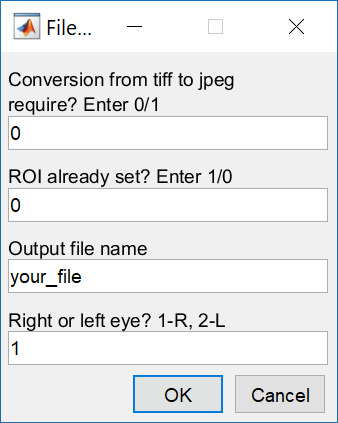 File...
Conversion from tiff to jpeg
require? Enter 0/1
0
ROI already set? Enter 1/0
0
Output file name
your_file
Right or left eye? 1-R, 2-L
1
OK Cancel